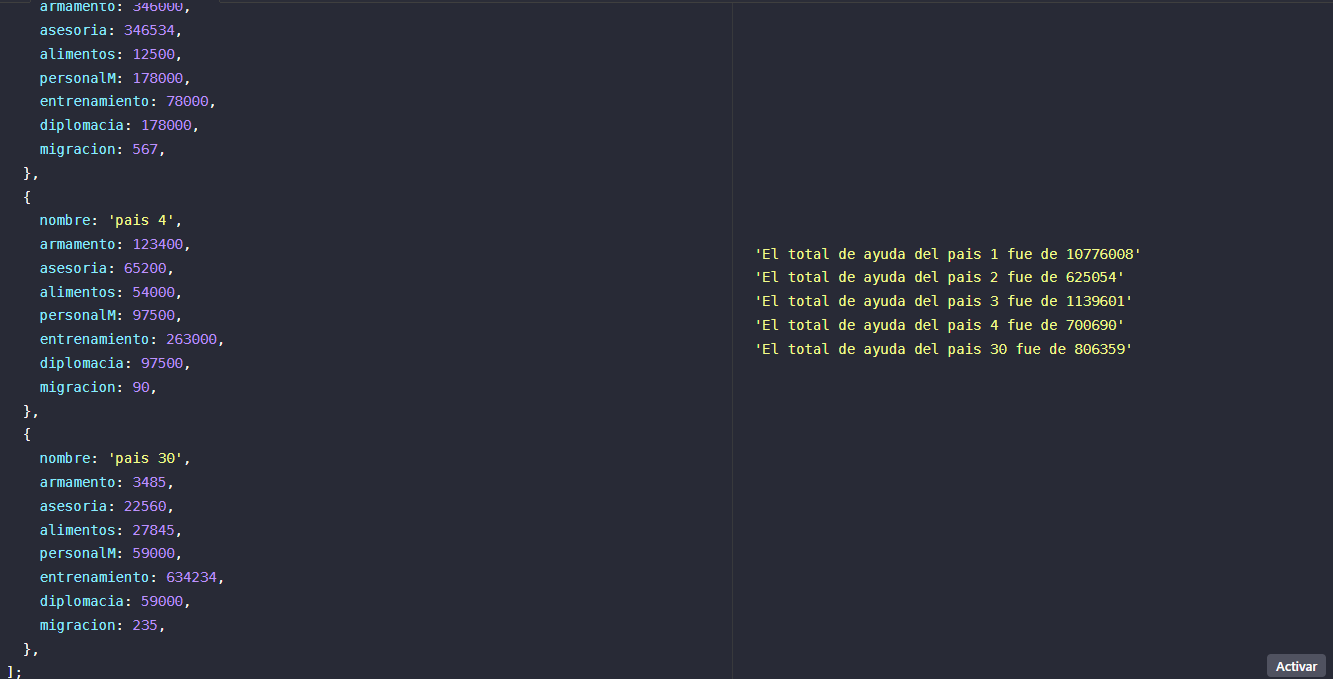 armamento: 346000,
asesoria: 346534,
alimentos: 12500,
personalM: 178000,
entrenamiento: 78000,
diplomacia: 178000,
migracion: 567,
},
{
nombre: 'pais 4',
armamento: 123400,
asesoria: 65200,
alimentos: 54000,
personalM: 97500,
entrenamiento: 263000,
diplomacia: 97500,
migracion: 90,
},
{
nombre: 'pais 30',
armamento: 3485,
asesoria: 22560,
alimentos: 27845,
personalM: 59000,
entrenamiento: 634234,
diplomacia: 59000,
migracion: 235,
},
];
'El total de ayuda del pais 1 fue de 10776008'
'El total de ayuda del pais 2 fue de 625054'
'El total de ayuda del pais 3 fue de 1139601'
'El total de ayuda del pais 4 fue de 700690'
'El total de ayuda del pais 30 fue de 806359'
Activar